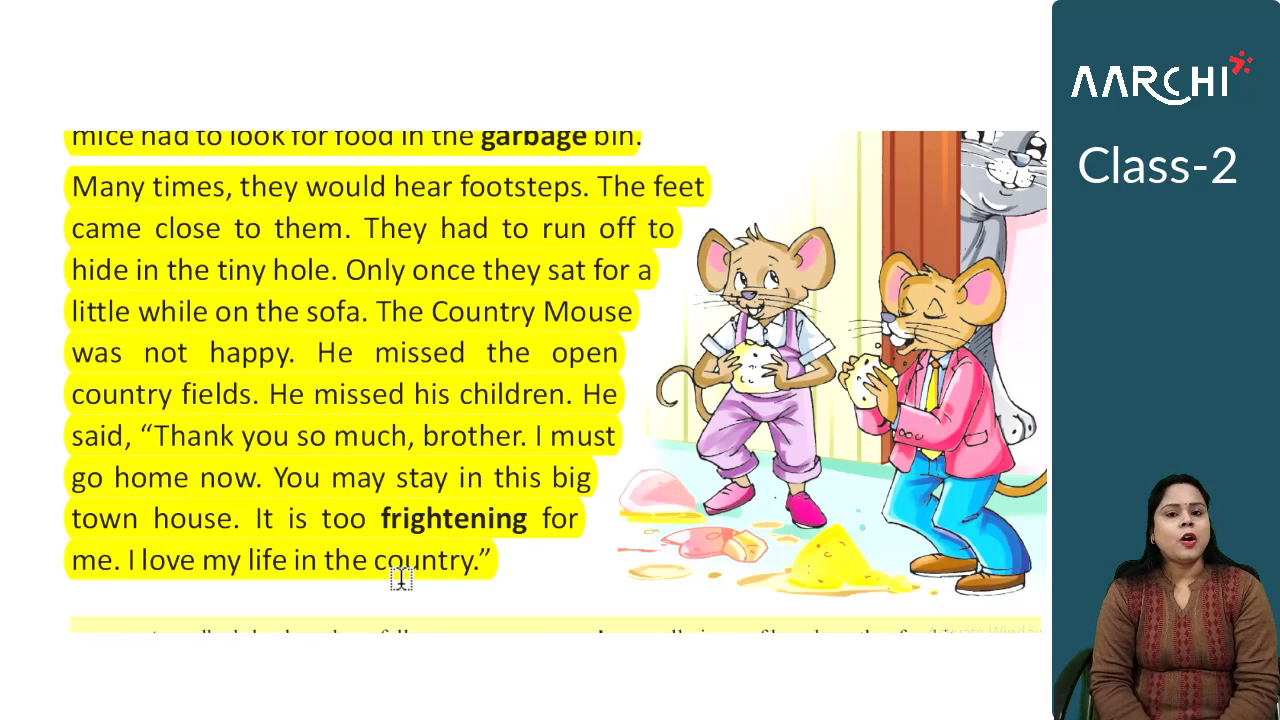 mice had to look for food in the garbage bin.
Many times, they would hear footsteps. The feet
came close to them. They had to run off to
hide in the tiny hole. Only once they sat for a
little while on the sofa. The Country Mouse
was not happy. He missed the open
country fields. He missed his children. He
said, “Thank you so much, brother. I must
go home now. You may stay in this big
town house. It is too frightening for
me. I love my life in the country.”
AARCHI
Class-2